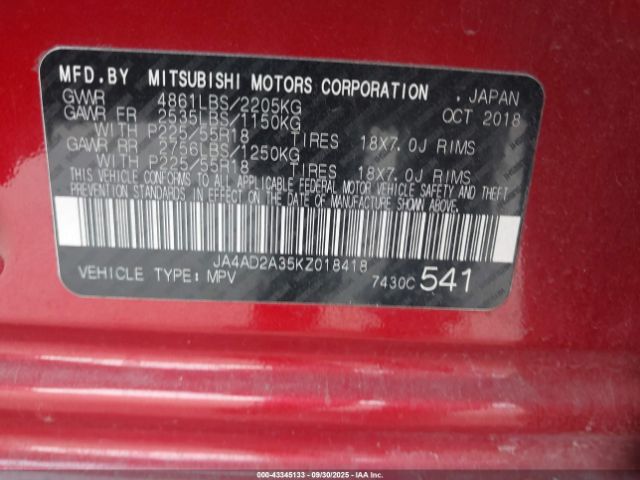 MFD.BY MITSUBISHI MOTORS CORPORATION , JAPAN
GVWR 4861LBS/2205KG OCT 2018
GAWR FR 2535LBS/1150KG
WITH P225/55R18 TIRES 18X7.0J RIMS
GAWR RR 2756LBS/1250KG
WITH P225/55R18 TIRES 18X7.0J RIMS
THIS VEHICLE CONFORMS TO ALL APPLICABLE FEDERAL MOTOR VEHICLE SAFETY AND THEFT
PREVENTION STANDARDS IN EFFECT ON THE DATE OF MANUFACTURE SHOWN ABOVE.
JA4AD2A35KZ018418
VEHICLE TYPE: MPV 7430C 541
000-43345133 - 09/30/2025 - IAA Inc.